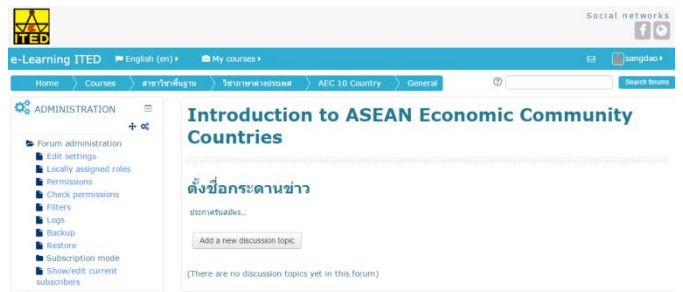 Social networks
ITED
e-Learning ITED English (en) My courses sangdao
Home Courses สาขาวิชาพื้นฐาน วิชาภาษาต่างประเทศ AEC 10 Country General Search forums
ADMINISTRATION
Forum administration
Edit settings
Locally assigned roles
Permissions
Check permissions
Filters
Logs
Backup
Restore
Subscription mode
Show/edit current
subscribers
Introduction to ASEAN Economic Community
Countries
ตั้งชื่อกระดานข่าว
ประกาศรับสมัคร..
Add a new discussion topic
(There are no discussion topics yet in this forum)